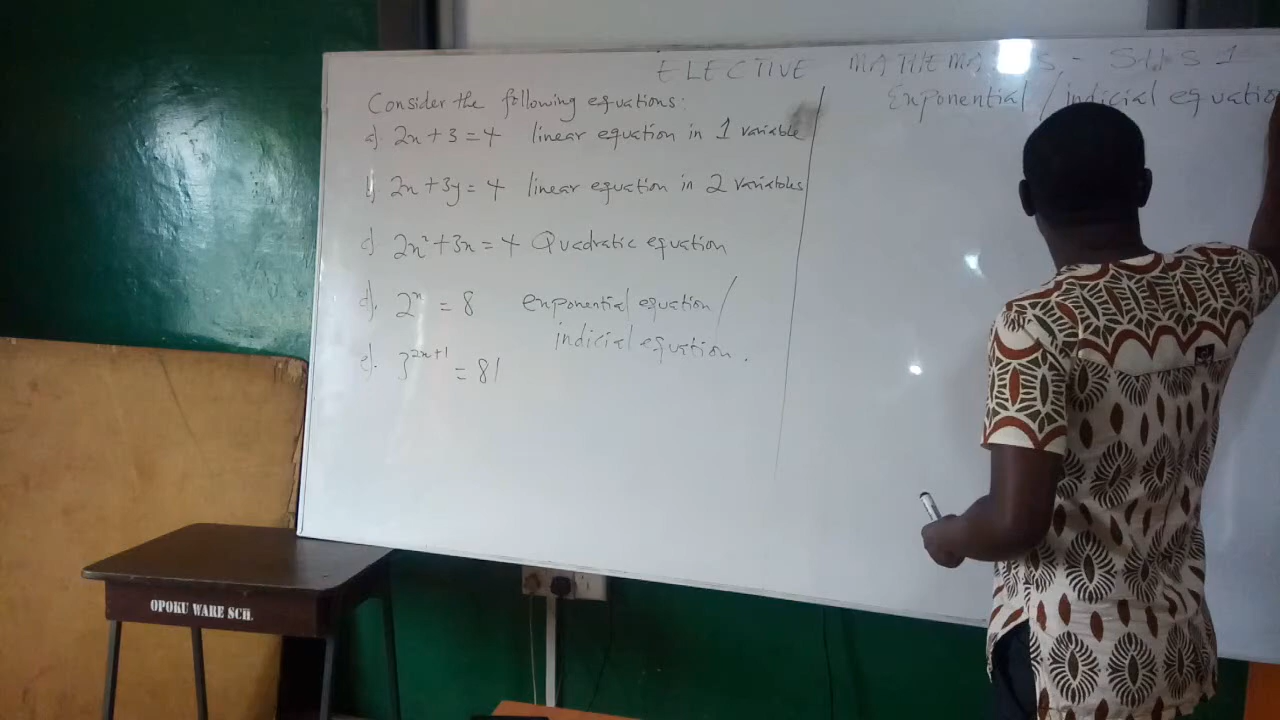 ELECTIVE MATHEMATICS - SHS 1
Consider the following equations:
a) 2x + 3 = 4 linear equation in 1 variable
b) 2x + 3y = 4 linear equation in 2 variables
c) 2x² + 3x = 4 Quadratic equation
d). 2ˣ = 8 exponential equation /
indicial equation.
e). 3²ˣ⁺¹ = 81
Exponential / indicial equatio
OPOKU WARE SCH.